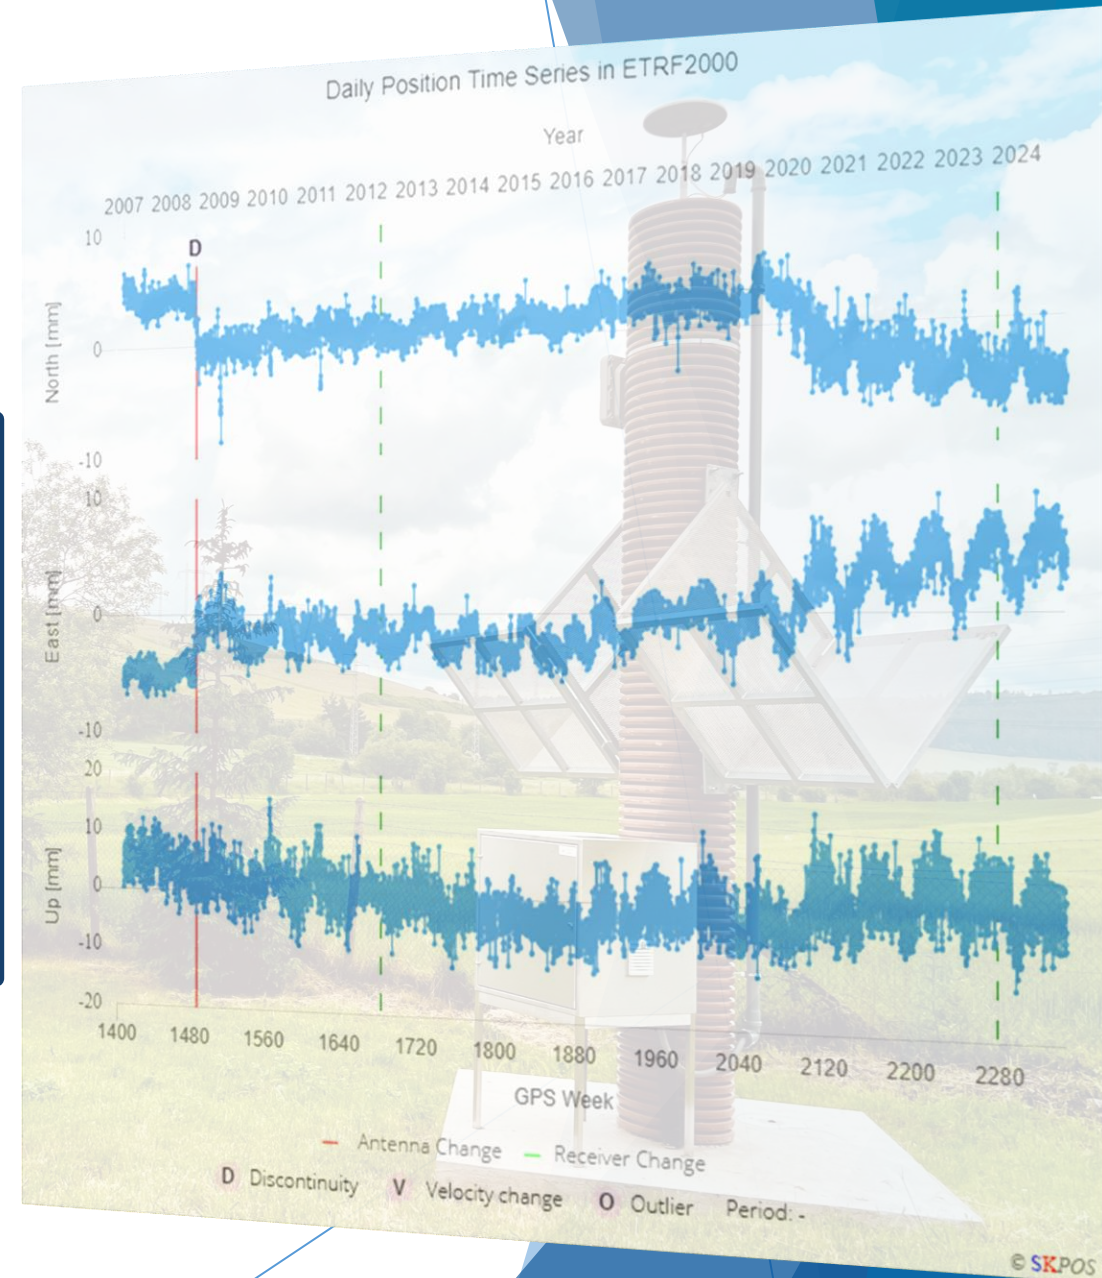 Daily Position Time Series in ETRF2000
Year
2007 2008 2009 2010 2011 2012 2013 2014 2015 2016 2017 2018 2019 2020 2021 2022 2023 2024
D
10
0
-10
North [mm]
10
0
-10
East [mm]
20
10
0
-10
-20
Up [mm]
1400 1480 1560 1640 1720 1800 1880 1960 2040 2120 2200 2280
GPS Week
Antenna Change Receiver Change
D Discontinuity V Velocity change O Outlier Period: -
© SKPOS